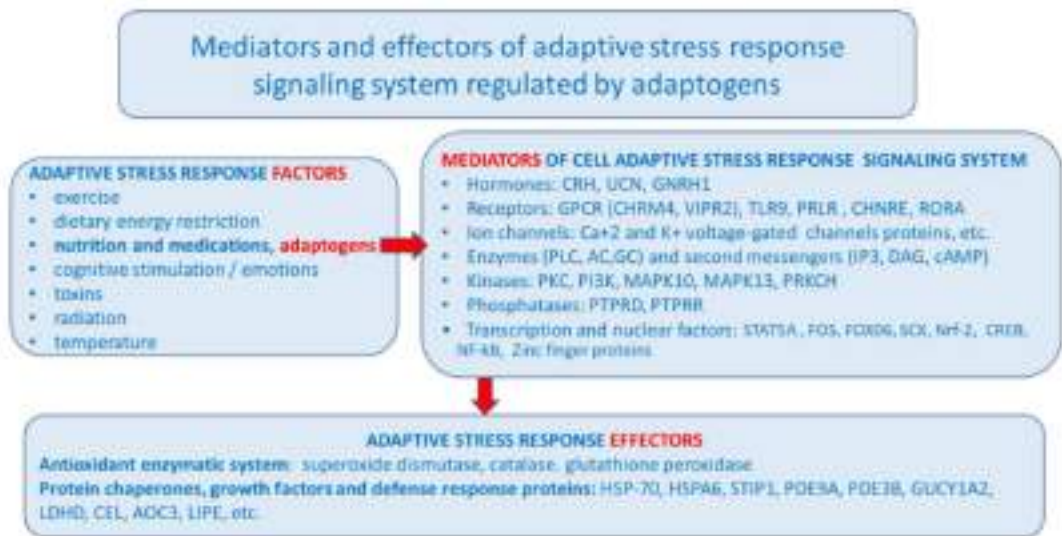 Mediators and effectors of adaptive stress response
signaling system regulated by adaptogens
ADAPTIVE STRESS RESPONSE FACTORS
• exercise
• dietary energy restriction
• nutrition and medications, adaptogens
• cognitive stimulation / emotions
• toxins
• radiation
• temperature
MEDIATORS OF CELL ADAPTIVE STRESS RESPONSE SIGNALING SYSTEM
• Hormones: CRH, UCN, GNRH1
• Receptors: GPCR (CHRM4, VIPR2), TLR9, PRLR , CHNRE, RORA
• Ion channels: Ca+2 and K+ voltage-gated channels proteins, etc.
• Enzymes (PLC, AC,GC) and second messengers (IP3, DAG, cAMP)
• Kinases: PKC, PI3K, MAPK10, MAPK13, PRKCH
• Phosphatases: PTPRD, PTPRR
• Transcription and nuclear factors: STAT5A , FOS, FOXO6, SCX, Nrf-2, CREB,
NF-kB, Zinc finger proteins
ADAPTIVE STRESS RESPONSE EFFECTORS
Antioxidant enzymatic system: superoxide dismutase, catalase, glutathione peroxidase
Protein chaperones, growth factors and defense response proteins: HSP-70, HSPA6, STIP1, PDE9A, PDE3B, GUCY1A2,
LDHD, CEL, AOC3, LIPE, etc.